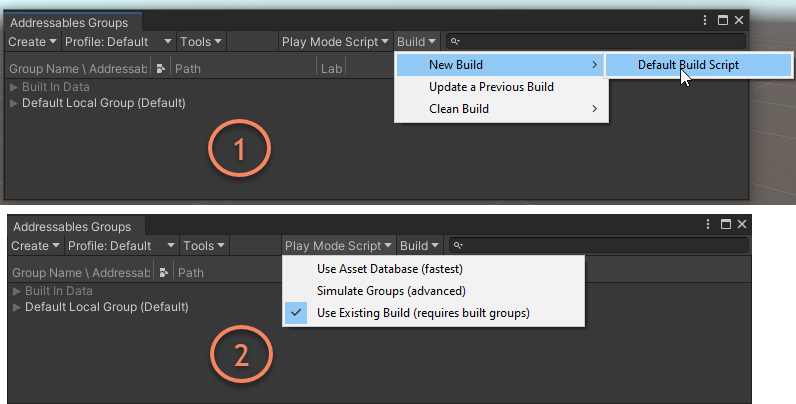 Addressables Groups
Create Profile: Default Tools Play Mode Script Build
Group Name \ Addressab Path Lab
Built In Data
Default Local Group (Default)
New Build
Update a Previous Build
Clean Build
Default Build Script
1
Addressables Groups
Create Profile: Default Tools Play Mode Script Build
Group Name \ Addressab Path
Built In Data
Default Local Group (Default)
Use Asset Database (fastest)
Simulate Groups (advanced)
Use Existing Build (requires built groups)
2